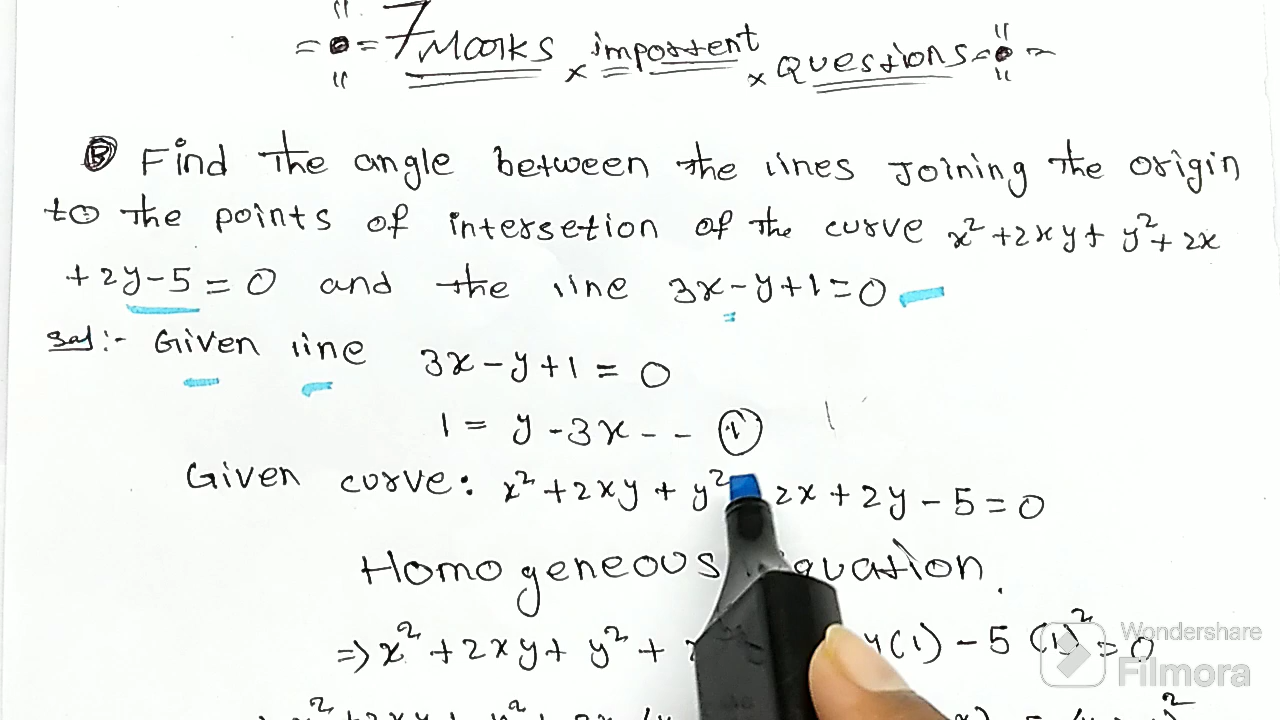 7 Marks × important × Questions
B Find the angle between the lines Joining the origin
to the points of intersetion of the curve x² + 2xy + y² + 2x
+ 2y - 5 = 0 and the line 3x - y + 1 = 0
Sol :- Given line 3x - y + 1 = 0
1 = y - 3x - - ①
Given curve: x² + 2xy + y² 2x + 2y - 5 = 0
Homogeneous
=> x² + 2xy + y² + y(1) - 5 (1)² = 0
Wondershare
Filmora